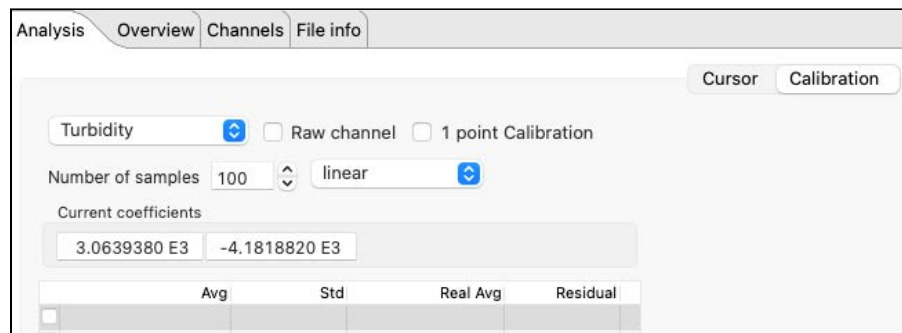 Analysis Overview Channels File info
Cursor Calibration
Turbidity Raw channel 1 point Calibration
Number of samples 100 linear
Current coefficients
3.0639380 E3 -4.1818820 E3
Avg Std Real Avg Residual